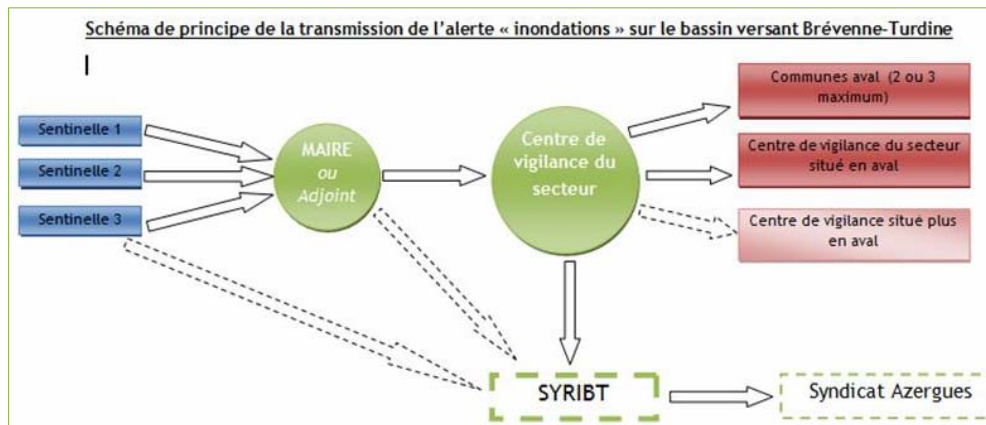 Schéma de principe de la transmission de l'alerte « inondations » sur le bassin versant Brévenne-Turdine
Sentinelle 1
Sentinelle 2
Sentinelle 3
MAIRE
ou
Adjoint
Centre de
vigilance du
secteur
Communes aval (2 ou 3
maximum)
Centre de vigilance du secteur
situé en aval
Centre de vigilance situé plus
en aval
SYRIBT
Syndicat Azergues